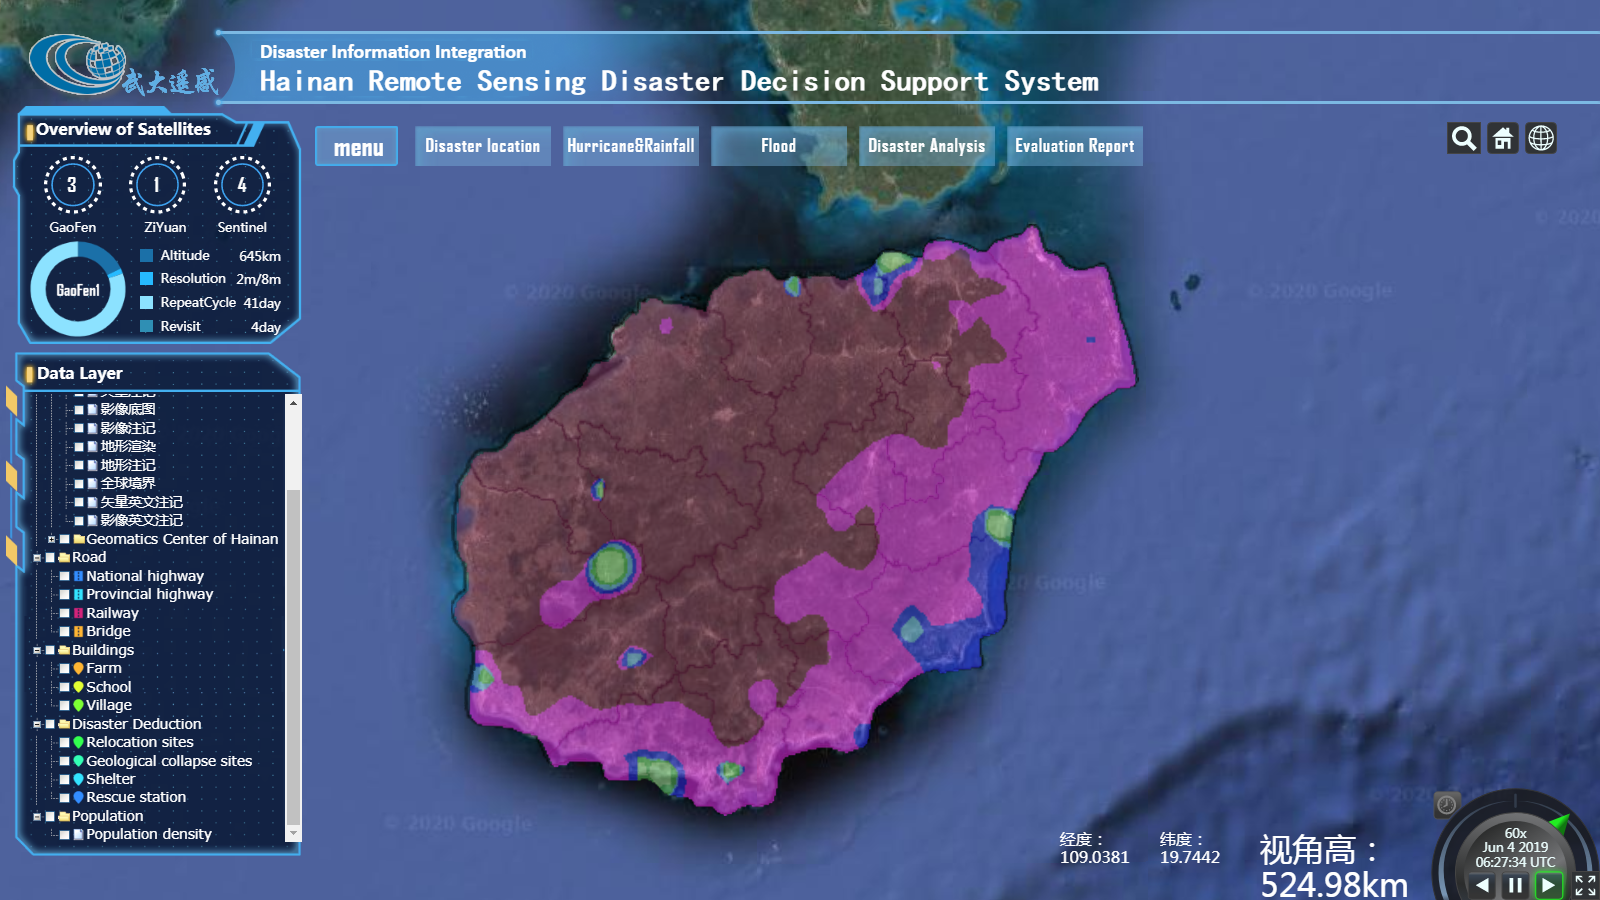 武大遥感
Disaster Information Integration
Hainan Remote Sensing Disaster Decision Support System
menu
Disaster location
Hurricane&Rainfall
Flood
Disaster Analysis
Evaluation Report
Overview of Satellites
3
1
4
GaoFen
ZiYuan
Sentinel
GaoFen1
Altitude 645km
Resolution 2m/8m
RepeatCycle 41day
Revisit 4day
Data Layer
影像底图
影像注记
地形渲染
地形注记
全球境界
矢量英文注记
影像英文注记
Geomatics Center of Hainan
Road
National highway
Provincial highway
Railway
Bridge
Buildings
Farm
School
Village
Disaster Deduction
Relocation sites
Geological collapse sites
Shelter
Rescue station
Population
Population density
© 2020
© 2020 Google
© 2020 Google
20 Google
© 2020 Google
© 202
经度：
109.0381
纬度：
19.7442
视角高：
524.98km
60x
Jun 4 2019
06:27:34 UTC